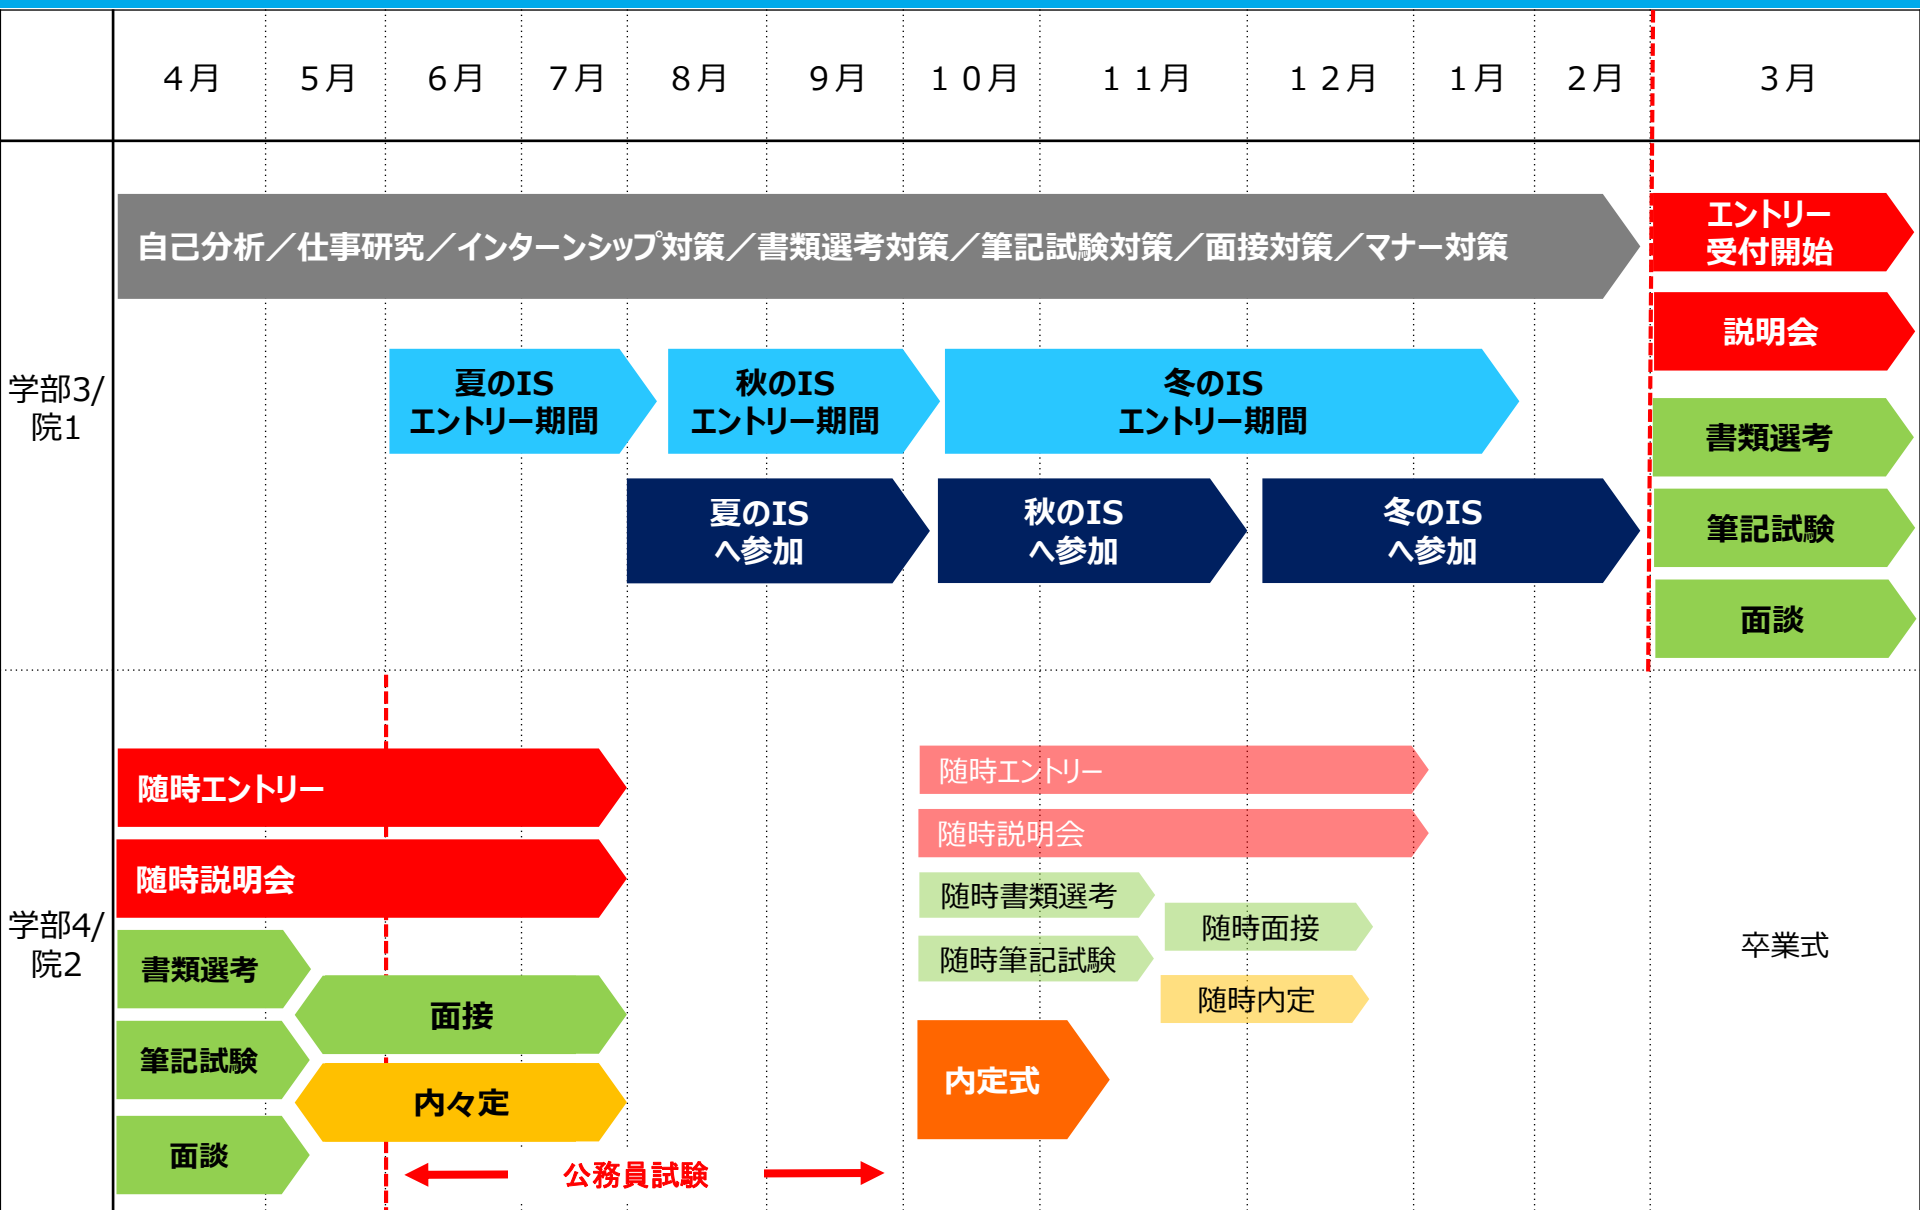 4月 5月 6月 7月 8月 9月 10月 11月 12月 1月 2月 3月
学部3/
院1
自己分析／仕事研究／インターンシップ対策／書類選考対策／筆記試験対策／面接対策／マナー対策
エントリー
受付開始
説明会
夏のIS
エントリー期間
秋のIS
エントリー期間
冬のIS
エントリー期間
書類選考
夏のIS
へ参加
秋のIS
へ参加
冬のIS
へ参加
筆記試験
面談
学部4/
院2
随時エントリー
随時説明会
書類選考
筆記試験
面談
面接
内々定
公務員試験
随時エントリー
随時説明会
随時書類選考
随時筆記試験
随時面接
随時内定
内定式
卒業式